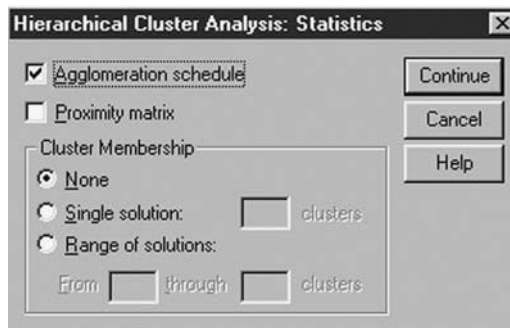 Hierarchical Cluster Analysis: Statistics
Agglomeration schedule
Continue
Proximity matrix
Cancel
Cluster Membership
Help
None
Single solution: clusters
Range of solutions:
From through clusters